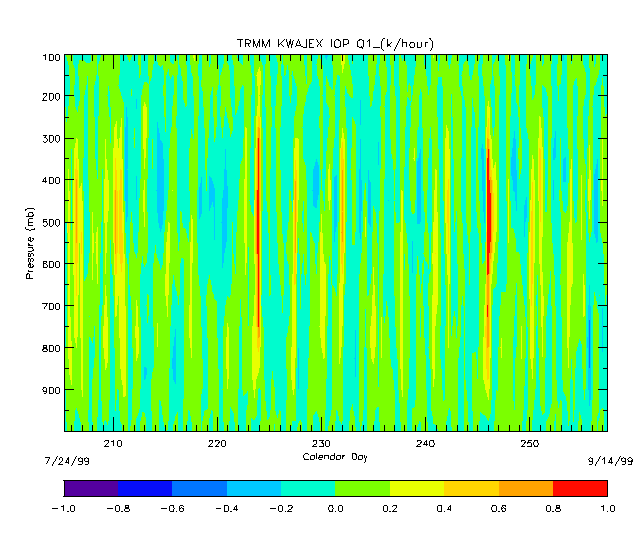 TRMM KWAJEX IOP Q1_(k/hour)
100
200
300
400
500
600
700
800
900
Pressure (mb)
210 220 230 240 250
Calendar Day
7/24/99 9/14/99
-1.0 -0.8 -0.6 -0.4 -0.2 0.0 0.2 0.4 0.6 0.8 1.0